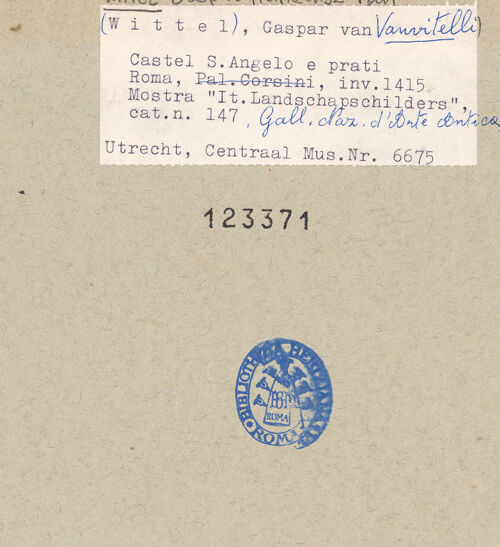 (W i t t e l), Gaspar van Vanvitelli)
Castel S.Angelo e prati
Roma, Pal.Corsini, inv.1415
Mostra "It.Landschapschilders",
cat.n. 147, Gall. Naz. d'Arte Antica
Utrecht, Centraal Mus.Nr. 6675
123371
BIBLIOTHECA HERTZIANA
ROMA
ROMA